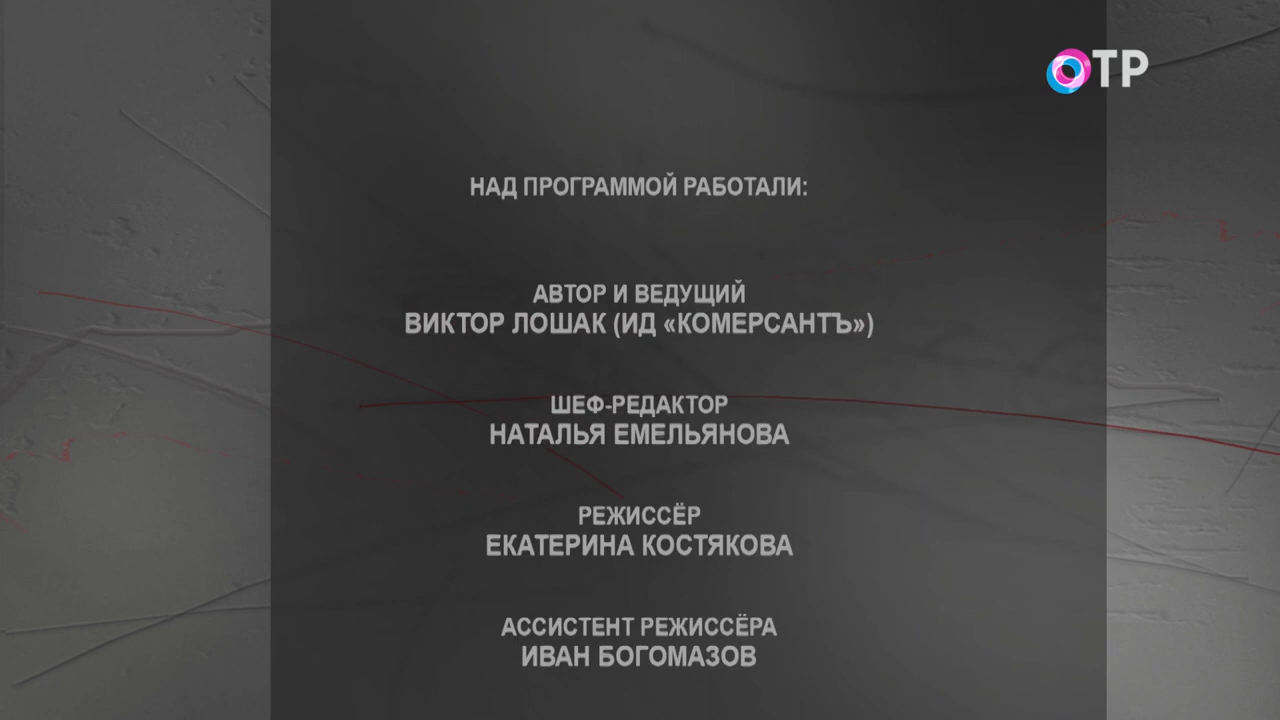 ОТР
НАД ПРОГРАММОЙ РАБОТАЛИ:
АВТОР И ВЕДУЩИЙ
ВИКТОР ЛОШАК (ИД «КОМЕРСАНТЪ»)
ШЕФ-РЕДАКТОР
НАТАЛЬЯ ЕМЕЛЬЯНОВА
РЕЖИССЁР
ЕКАТЕРИНА КОСТЯКОВА
АССИСТЕНТ РЕЖИССЁРА
ИВАН БОГОМАЗОВ